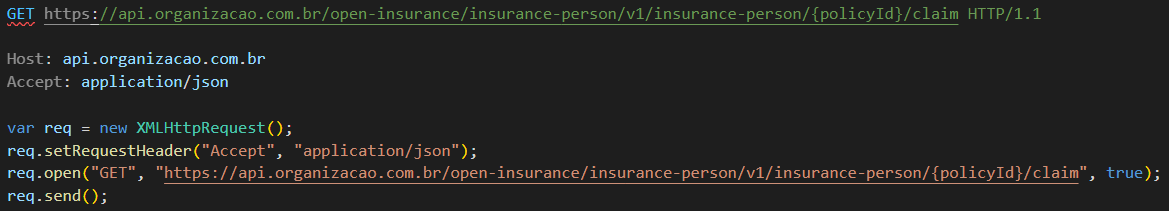 GET https://api.organizacao.com.br/open-insurance/insurance-person/v1/insurance-person/{policyId}/claim HTTP/1.1
Host: api.organizacao.com.br
Accept: application/json
var req = new XMLHttpRequest();
req.setRequestHeader("Accept", "application/json");
req.open("GET", "https://api.organizacao.com.br/open-insurance/insurance-person/v1/insurance-person/{policyId}/claim", true);
req.send();